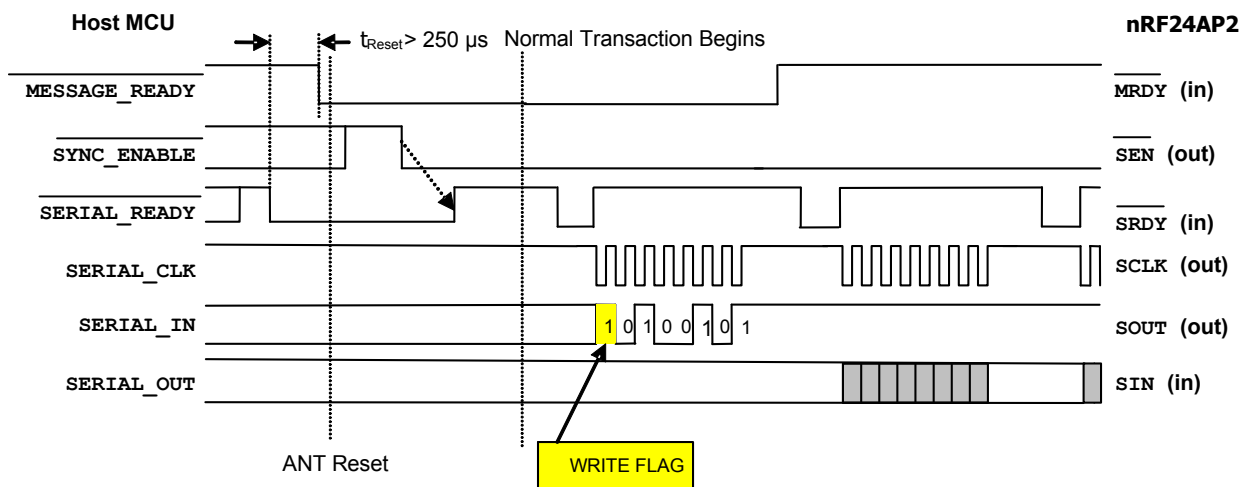 Host MCU
nRF24AP2
tReset> 250 µs Normal Transaction Begins
MESSAGE_READY
MRDY (in)
SYNC_ENABLE
SEN (out)
SERIAL_READY
SRDY (in)
SERIAL_CLK
SCLK (out)
SERIAL_IN
1 0 1 0 0 1 0 1
SOUT (out)
SERIAL_OUT
SIN (in)
ANT Reset
WRITE FLAG